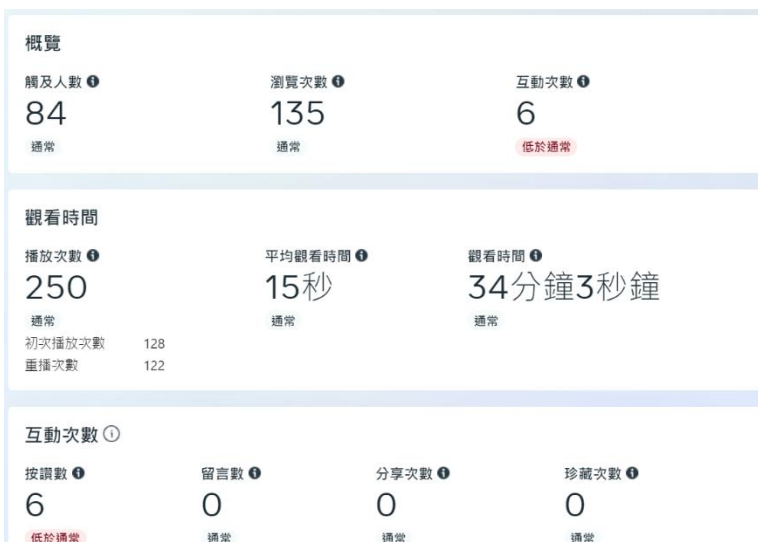 概覽
觸及人數 瀏覽次數 互動次數
84 135 6
通常 通常 低於通常
觀看時間
播放次數 平均觀看時間 觀看時間
250 15秒 34分鐘3秒鐘
通常 通常 通常
初次播放次數 128
重播次數 122
互動次數
按讚數 留言數 分享次數 珍藏次數
6 0 0 0
低於通常 通常 通常 通常